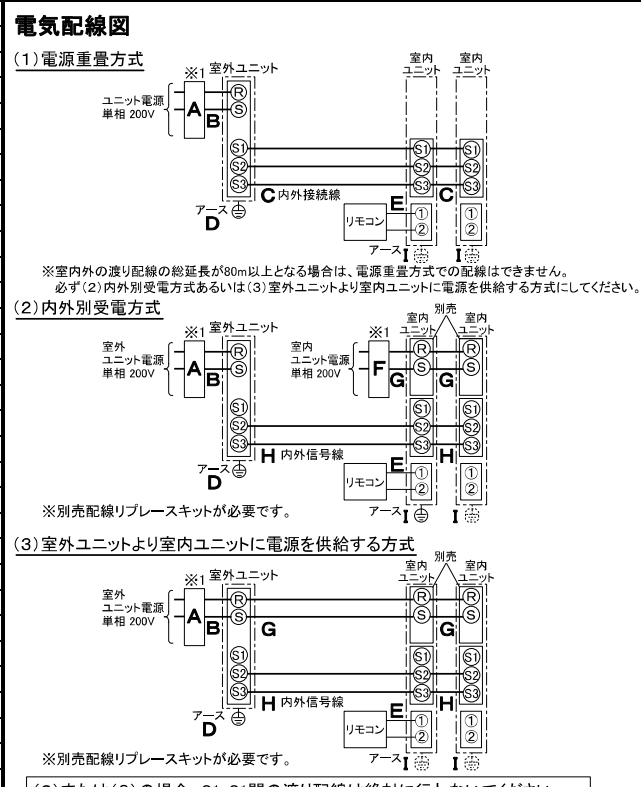 電気配線図
(1)電源重畳方式
※1 室外ユニット
室内
ユニット
室内
ユニット
ユニット電源
単相 200V
A
B
R
S
S1
S2
S3
S1
S2
S3
S1
S2
S3
C 内外接続線
C
アース
D
E
リモコン
①
②
①
②
アース I
I
※室内外の渡り配線の総延長が80m以上となる場合は、電源重畳方式での配線はできません。
必ず(2)内外別受電方式あるいは(3)室外ユニットより室内ユニットに電源を供給する方式にしてください。
(2)内外別受電方式
別売
※1 室外ユニット
※1
室内
ユニット
室内
ユニット
室外
ユニット電源
単相 200V
A
B
R
S
室内
ユニット電源
単相 200V
F
G
R
S
G
R
S
S1
S2
S3
S1
S2
S3
S1
S2
S3
H 内外信号線
H
アース
D
E
リモコン
①
②
①
②
アース I
I
※別売配線リプレースキットが必要です。
(3)室外ユニットより室内ユニットに電源を供給する方式
別売
※1 室外ユニット
室内
ユニット
室内
ユニット
室外
ユニット電源
単相 200V
A
B
R
S
G
R
S
G
R
S
S1
S2
S3
S1
S2
S3
S1
S2
S3
H 内外信号線
H
アース
D
E
リモコン
①
②
①
②
アース I
I
※別売配線リプレースキットが必要です。